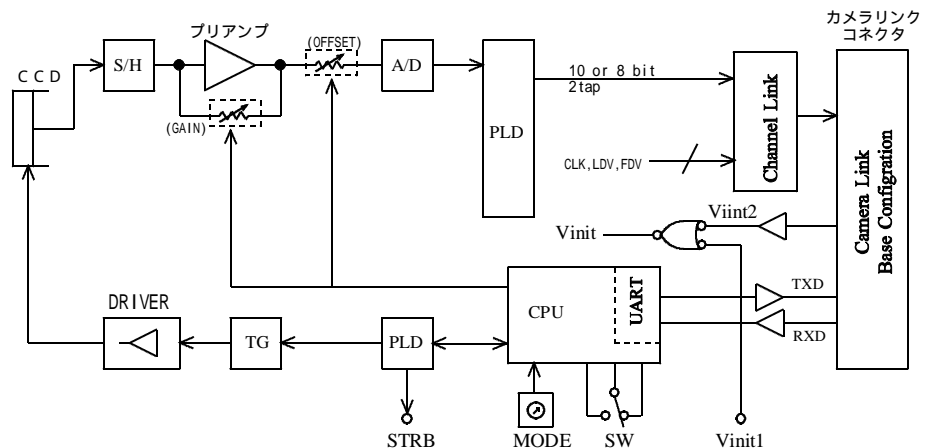 カメラリンク
コネクタ
プリアンプ
(OFFSET)
CCD
S/H
A/D
10 or 8 bit
2tap
PLD
(GAIN)
Channel Link
CLK,LDV,FDV
Camera Link
Base Configration
Viint2
Vinit
DRIVER
CPU
UART
TXD
RXD
TG
PLD
STRB
MODE
SW
Vinit1